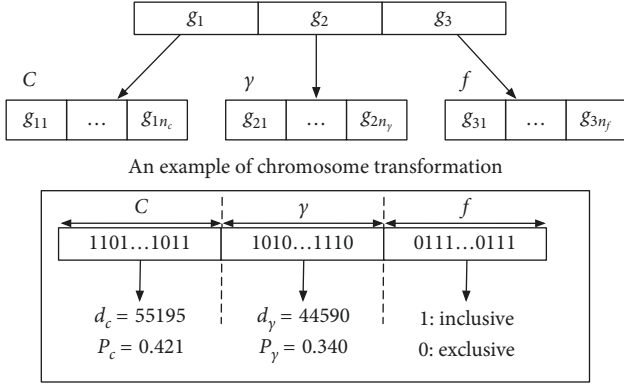 g1 g2 g3
C γ f
g11 … g1nc g21 … g2nγ g31 … g3nf
An example of chromosome transformation
C γ f
1101…1011 1010…1110 0111…0111
dc = 55195 dγ = 44590 1: inclusive
Pc = 0.421 Pγ = 0.340 0: exclusive